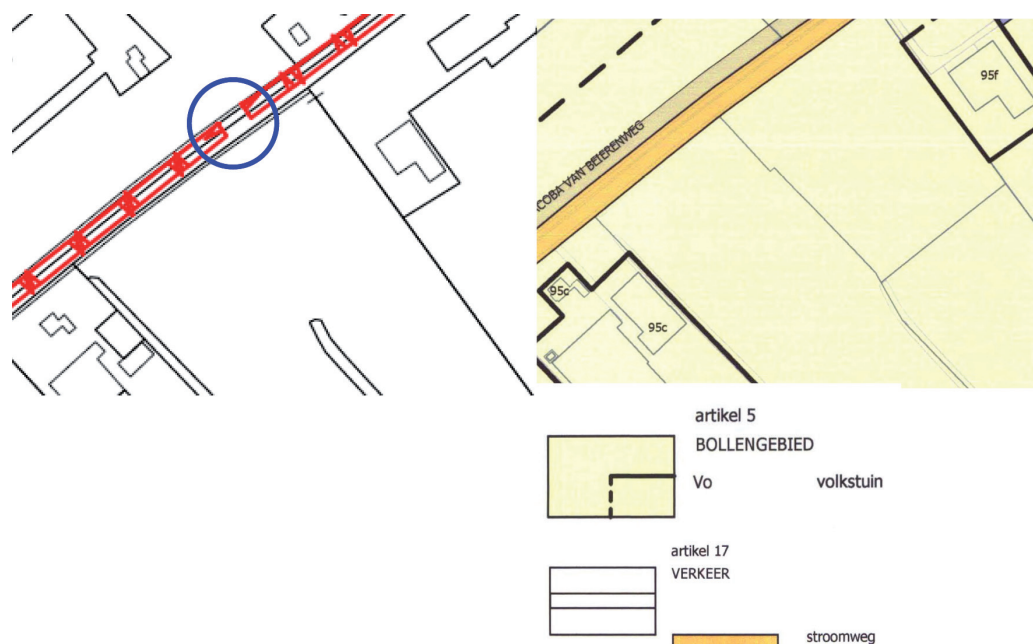 95f
ACOBA VAN BEIERENWEG
95c
95c
artikel 5
BOLLENGEBIED
Vo volkstuin
artikel 17
VERKEER
stroomweg